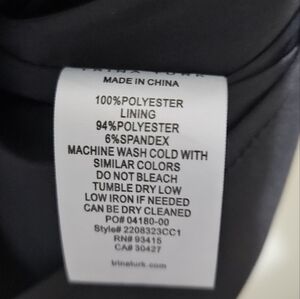 TRINA TURK
MADE IN CHINA
100%POLYESTER
LINING
94%POLYESTER
6%SPANDEX
MACHINE WASH COLD WITH
SIMILAR COLORS
DO NOT BLEACH
TUMBLE DRY LOW
LOW IRON IF NEEDED
CAN BE DRY CLEANED
PO# 04180-00
Style# 2208323CC1
RN# 93415
CA# 30427
trinaturk.com